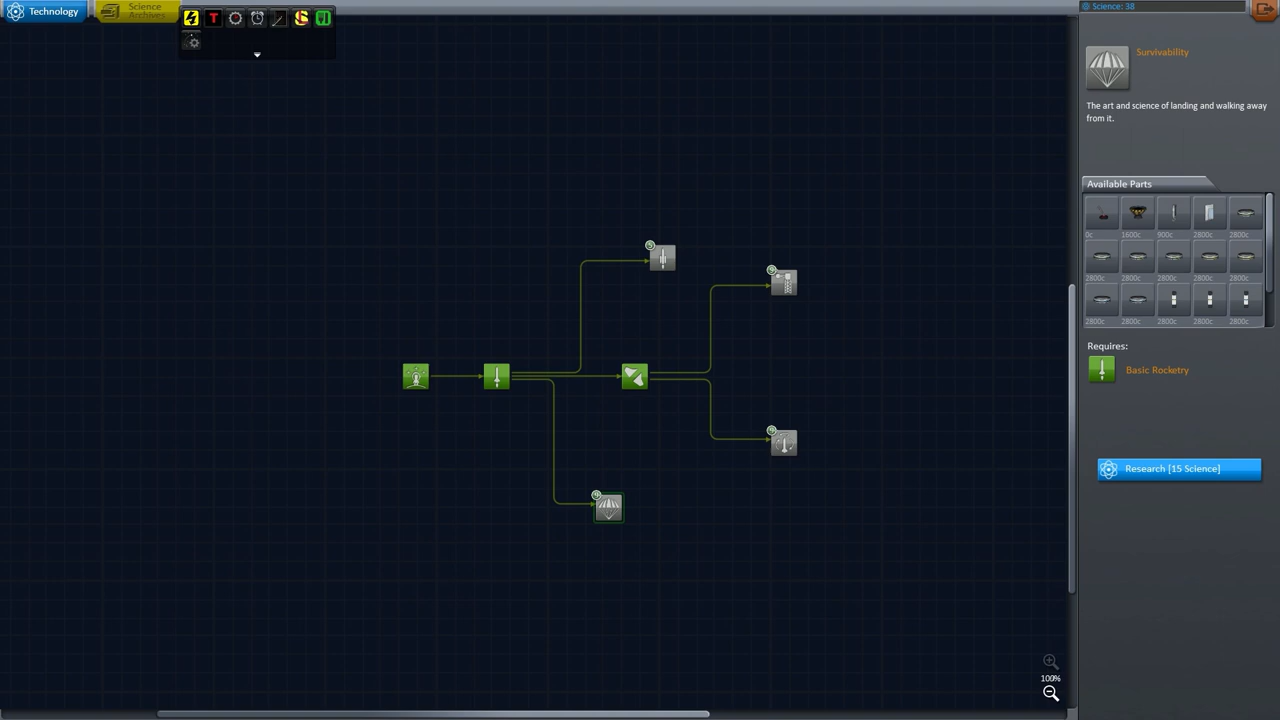 Technology
Science
Archives
T
S
Science: 38
Survivability
The art and science of landing and walking away
from it.
Available Parts
0c 1600c 900c 2800c 2800c
2800c 2800c 2800c 2800c 2800c
2800c 2800c 2800c 2800c 2800c
Requires:
Basic Rocketry
Research [15 Science]
100%